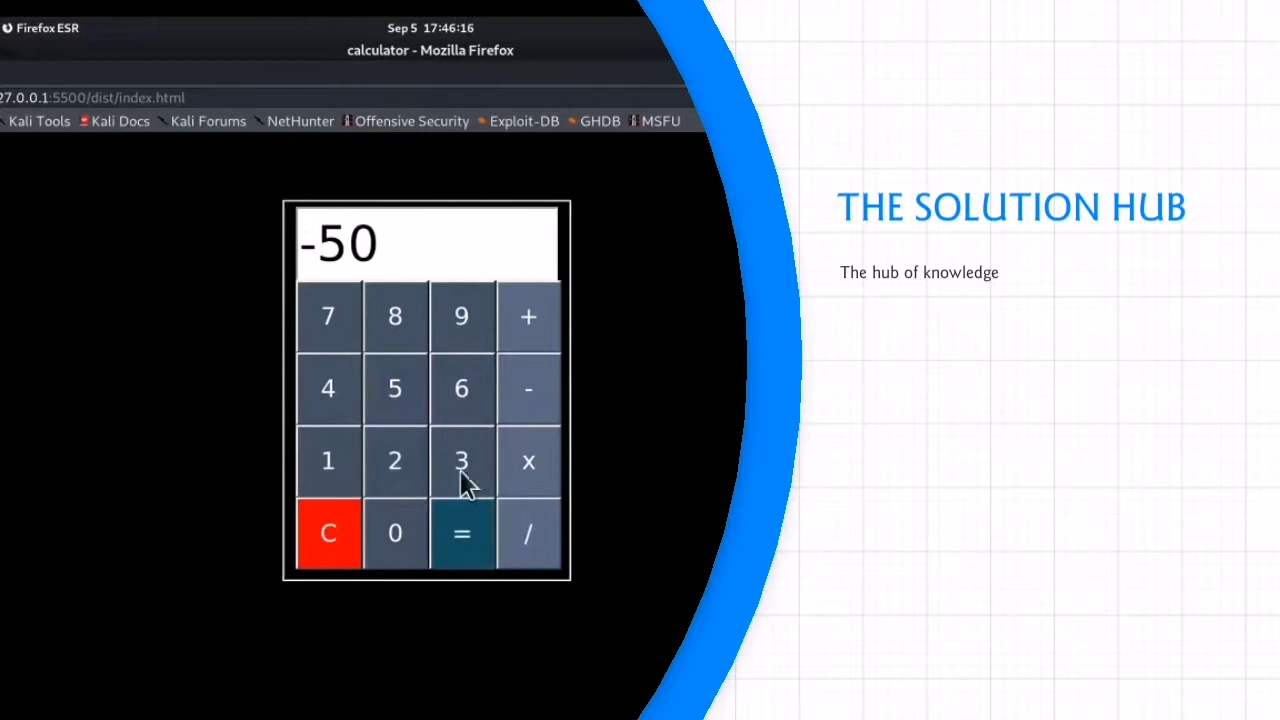 Firefox ESR
Sep 5 17:46:16
calculator - Mozilla Firefox
27.0.0.1:5500/dist/index.html
Kali Tools Kali Docs Kali Forums NetHunter Offensive Security Exploit-DB GHDB MSFU
-50
7 8 9 +
4 5 6 -
1 2 3 x
C 0 = /
THE SOLUTION HUB
The hub of knowledge